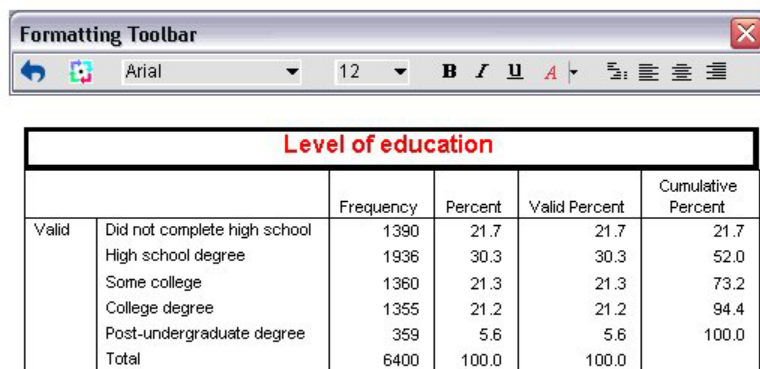 Formatting Toolbar
Arial 12 B I U A
Level of education
Frequency Percent Valid Percent Cumulative Percent
Valid Did not complete high school 1390 21.7 21.7 21.7
High school degree 1936 30.3 30.3 52.0
Some college 1360 21.3 21.3 73.2
College degree 1355 21.2 21.2 94.4
Post-undergraduate degree 359 5.6 5.6 100.0
Total 6400 100.0 100.0